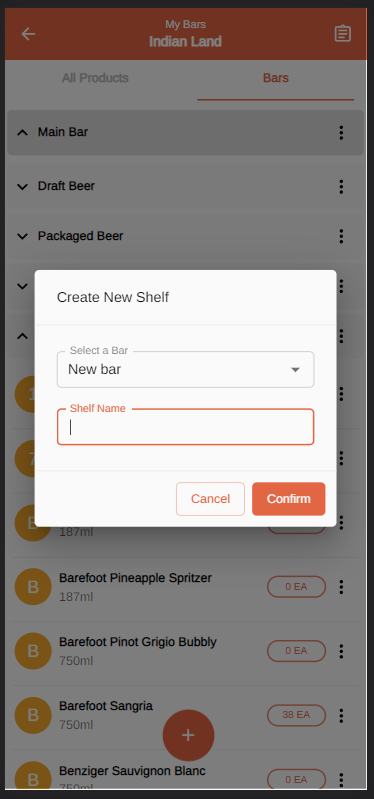 My Bars
Indian Land
All Products
Bars
Main Bar
Draft Beer
Packaged Beer
Create New Shelf
Select a Bar
New bar
Shelf Name
Cancel
Confirm
1
7
B
187ml
B
Barefoot Pineapple Spritzer
187ml
0 EA
B
Barefoot Pinot Grigio Bubbly
750ml
0 EA
B
Barefoot Sangria
750ml
38 EA
+
B
Benziger Sauvignon Blanc
750ml
0 EA